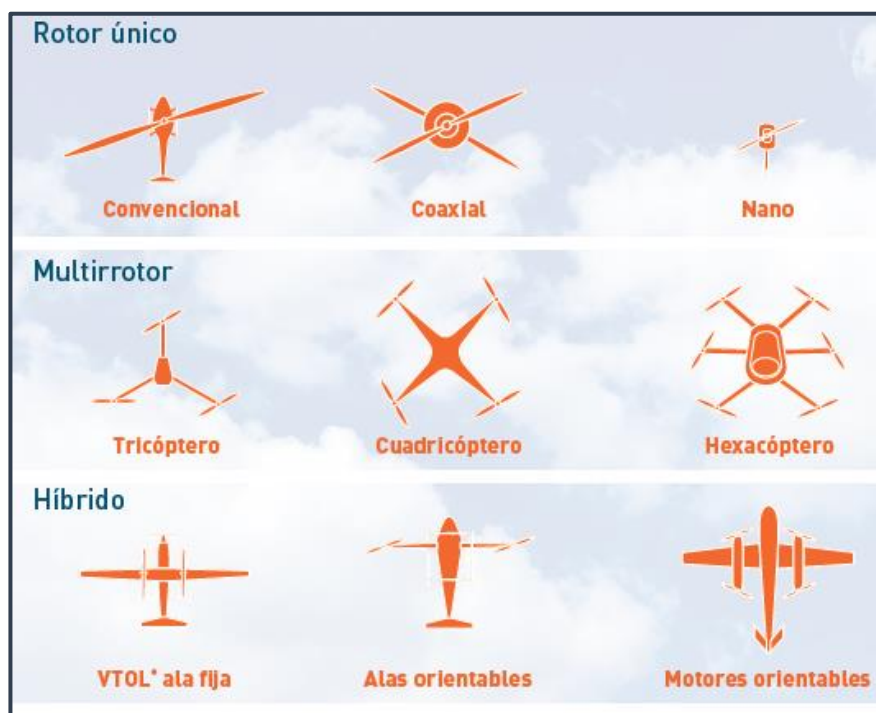 Rotor único
Convencional
Coaxial
Nano
Multirrotor
Tricóptero
Cuadricóptero
Hexacóptero
Híbrido
VTOL* ala fija
Alas orientables
Motores orientables